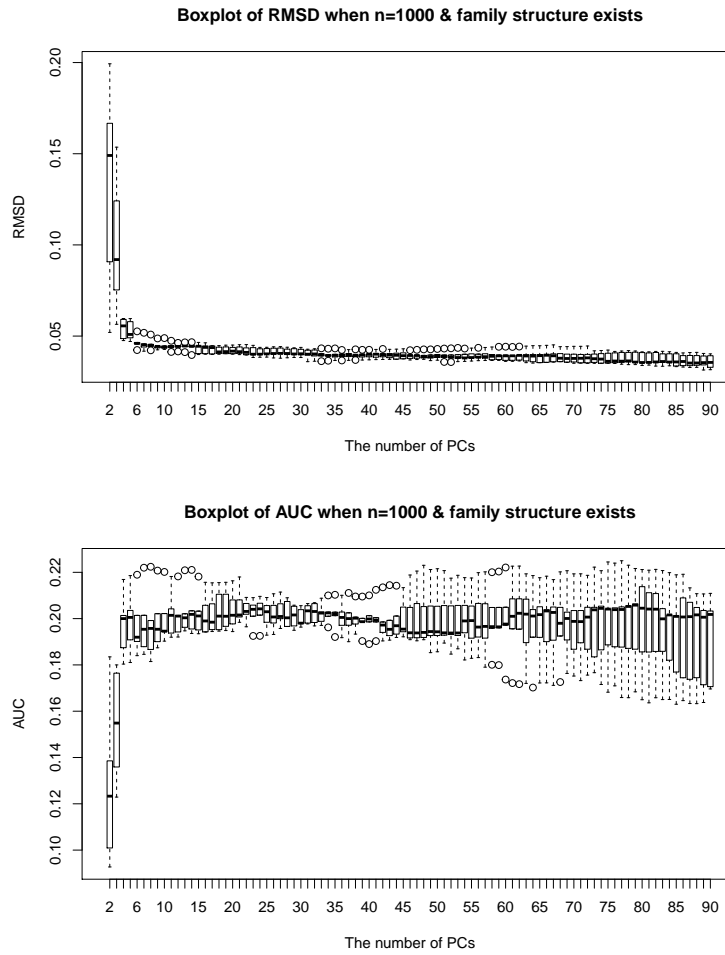 Boxplot of RMSD when n=1000 & family structure exists
0.20
0.15
0.10
0.05
RMSD
2 6 10 15 20 25 30 35 40 45 50 55 60 65 70 75 80 85 90
The number of PCs
Boxplot of AUC when n=1000 & family structure exists
0.22
0.20
0.18
0.16
0.14
0.12
0.10
AUC
2 6 10 15 20 25 30 35 40 45 50 55 60 65 70 75 80 85 90
The number of PCs